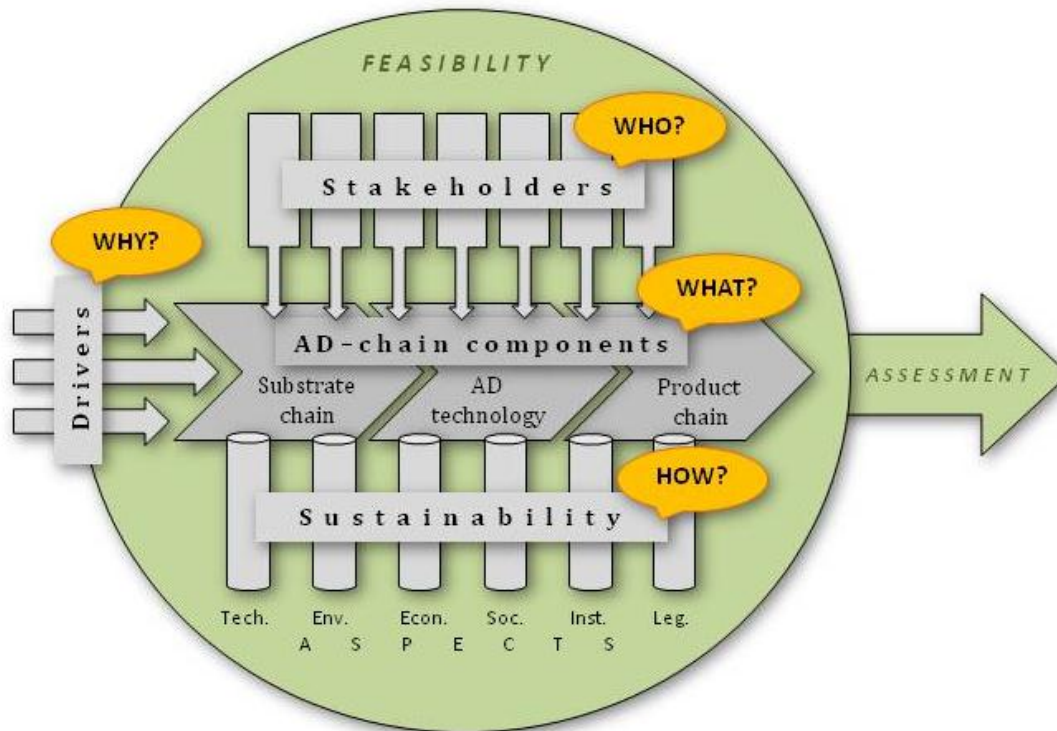 FEASIBILITY
WHO?
Stakeholders
WHY?
Drivers
WHAT?
AD-chain components
Substrate
chain
AD
technology
Product
chain
ASSESSMENT
HOW?
Sustainability
Tech. Env. Econ. Soc. Inst. Leg.
A S P E C T S